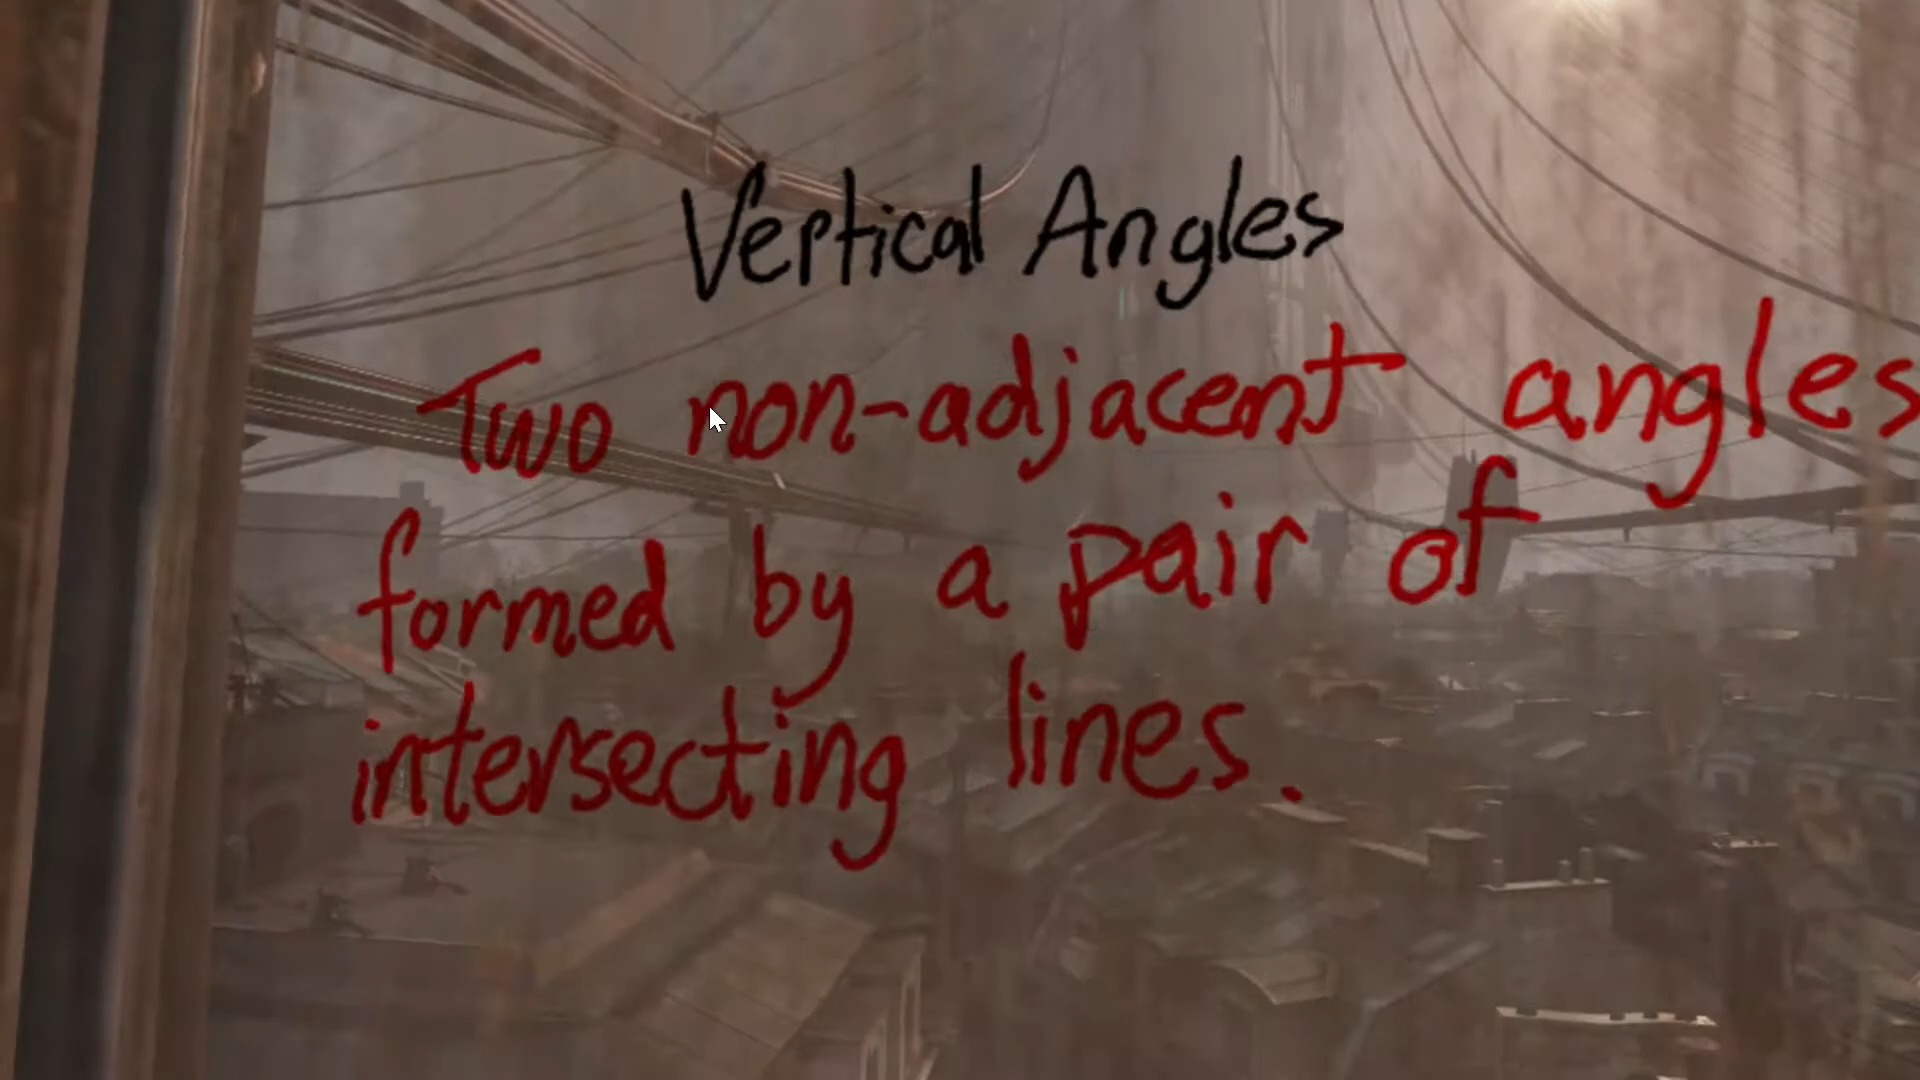 Vertical Angles
Two non-adjacent angles
formed by a pair of
intersecting lines.